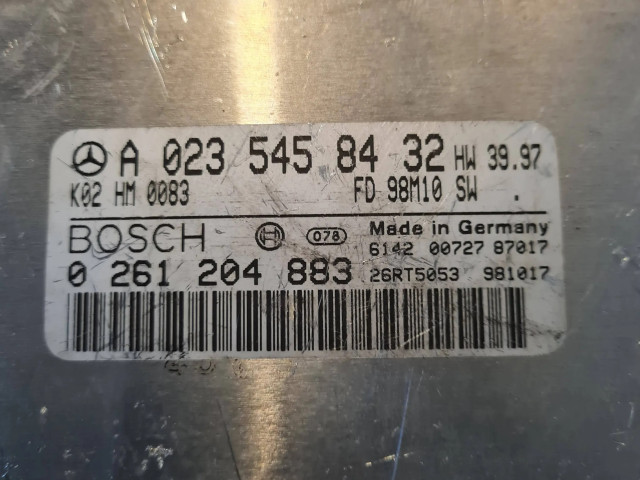 A 023 545 84 32 HW 39.97
K02 HM 0083 FD 98M10 SW .
BOSCH 078 Made in Germany
6142 00727 87017
0 261 204 883 26RT5053 981017